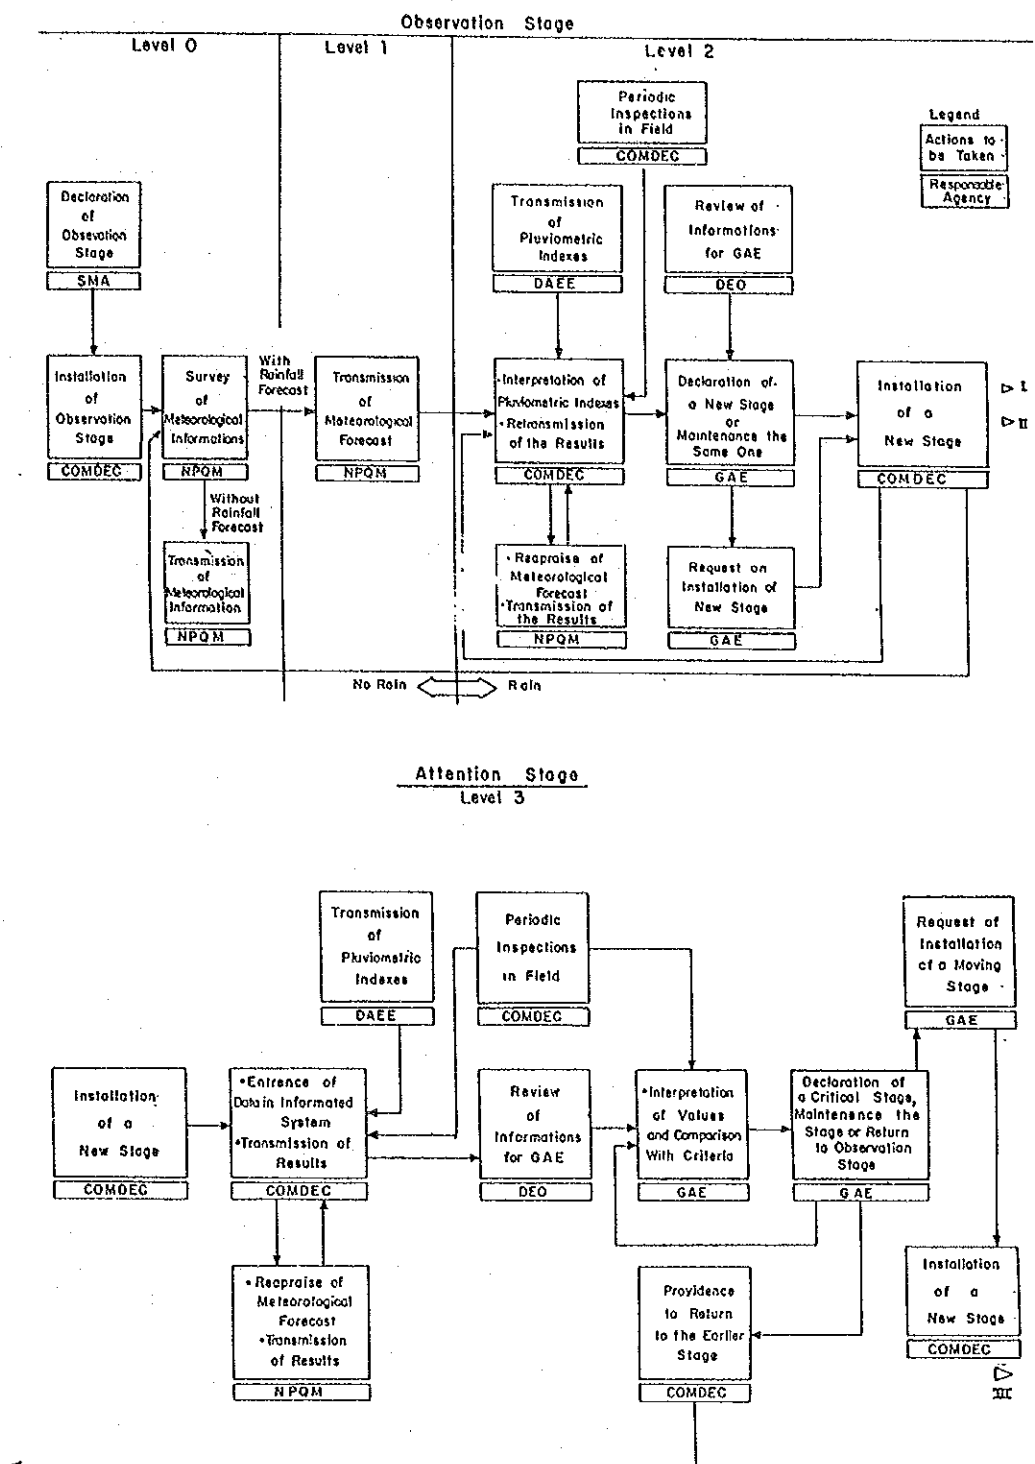 Observation Stage
Level 0
Level 1
Level 2
Periodic
Inspections
in Field
COMDEC
Legend
Actions to
be Taken
Responsable
Agency
Declaration
of
Obsevation
Stage
SMA
Transmission
of
Pluviometric
Indexes
DAEE
Review of
Informations
for GAE
DEO
Installation
of
Observation
Stage
COMDEC
Survey
of
Meteorological
Informations
NPQM
With
Rainfall
Forecast
Transmission
of
Meteorological
Forecast
NPQM
• Interpretation of
Pluviometric Indexes
• Retransmission
of the Results
COMDEC
Declaration of
a New Stage
or
Maintenance the
Same One
GAE
Installation
of a
New Stage
COMDEC
▷ I
▷ II
Without
Rainfall
Forecast
Transmission
of
Meteorological
Information
NPQM
• Reapraise of
Meteorological
Forecast
• Transmission of
the Results
NPQM
Request on
Installation of
New Stage
GAE
No Rain
Rain
Attention Stage
Level 3
Transmission
of
Pluviometric
Indexes
DAEE
Periodic
Inspections
in Field
COMDEC
Request of
Installation
of a Moving
Stage
GAE
Installation
of a
New Stage
COMDEC
• Entrence of
Data in Informated
System
• Transmission of
Results
COMDEC
Review
of
Informations
for GAE
DEO
• Interpretation
of Values
and Comparison
With Criteria
GAE
Declaration of
a Critical Stage,
Maintenence the
Stage or Return
to Observation
Stage
GAE
• Reapraise of
Meteorological
Forecast
• Transmission
of Results
NPQM
Providence
to Return
to the Earlier
Stage
COMDEC
Installation
of a
New Stage
COMDEC
▷ III